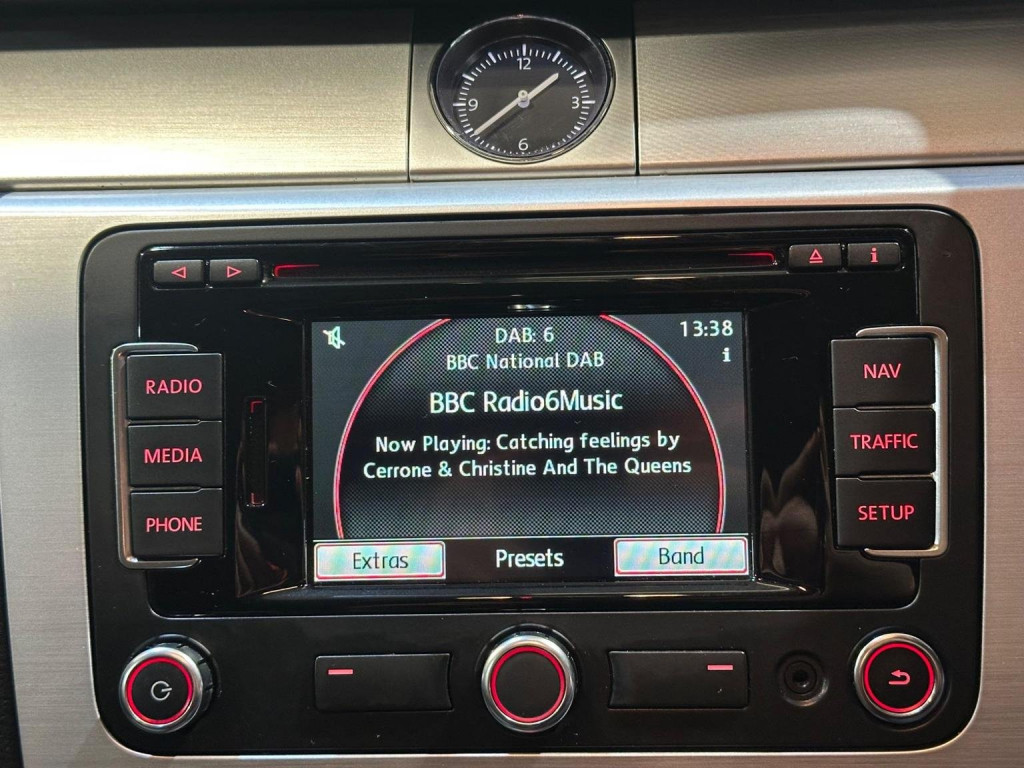 12
9
3
6
i
DAB: 6
13:38
BBC National DAB
i
BBC Radio6Music
Now Playing: Catching feelings by
Cerrone & Christine And The Queens
Extras
Presets
Band
RADIO
MEDIA
PHONE
NAV
TRAFFIC
SETUP